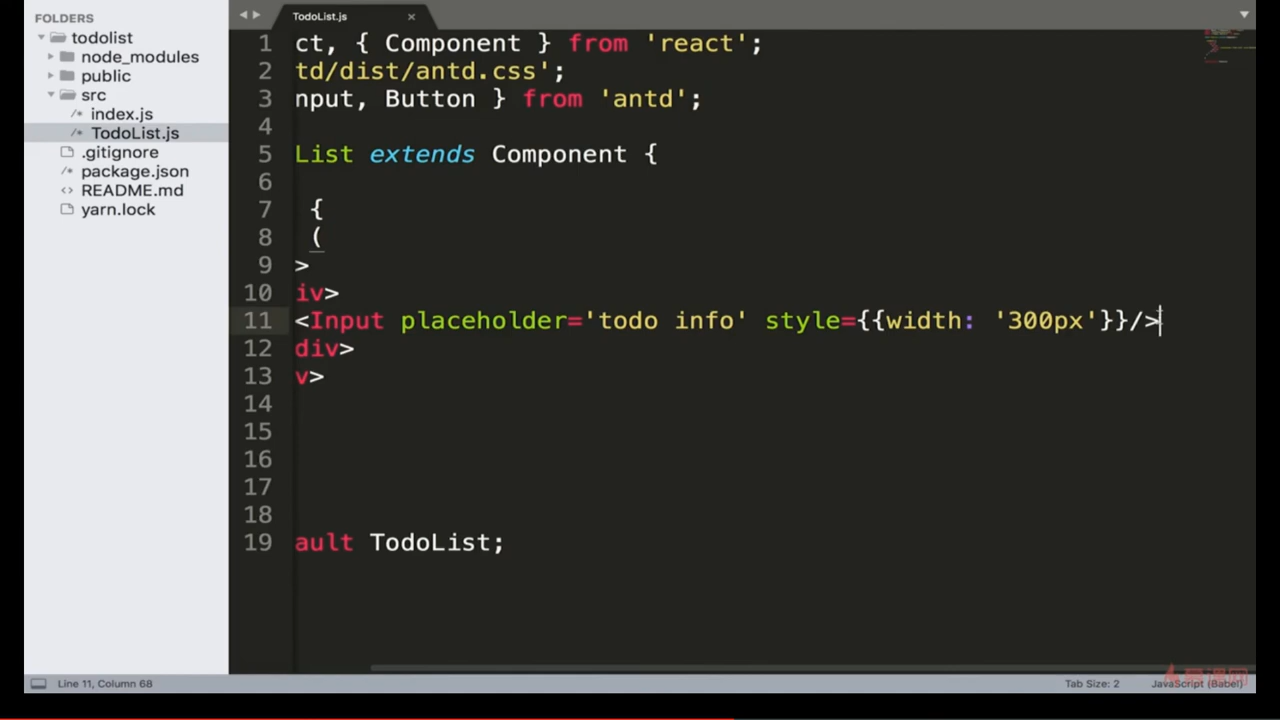 FOLDERS
todolist
node_modules
public
src
index.js
TodoList.js
.gitignore
package.json
README.md
yarn.lock
TodoList.js
1 ct, { Component } from 'react';
2 td/dist/antd.css';
3 nput, Button } from 'antd';
4
5 List extends Component {
6
7 {
8 (
9 >
10 iv>
11 <Input placeholder='todo info' style={{width: '300px'}}/>
12 div>
13 v>
14
15
16
17
18
19 ault TodoList;
Line 11, Column 68
Tab Size: 2
JavaScript (Babel)
慕课网